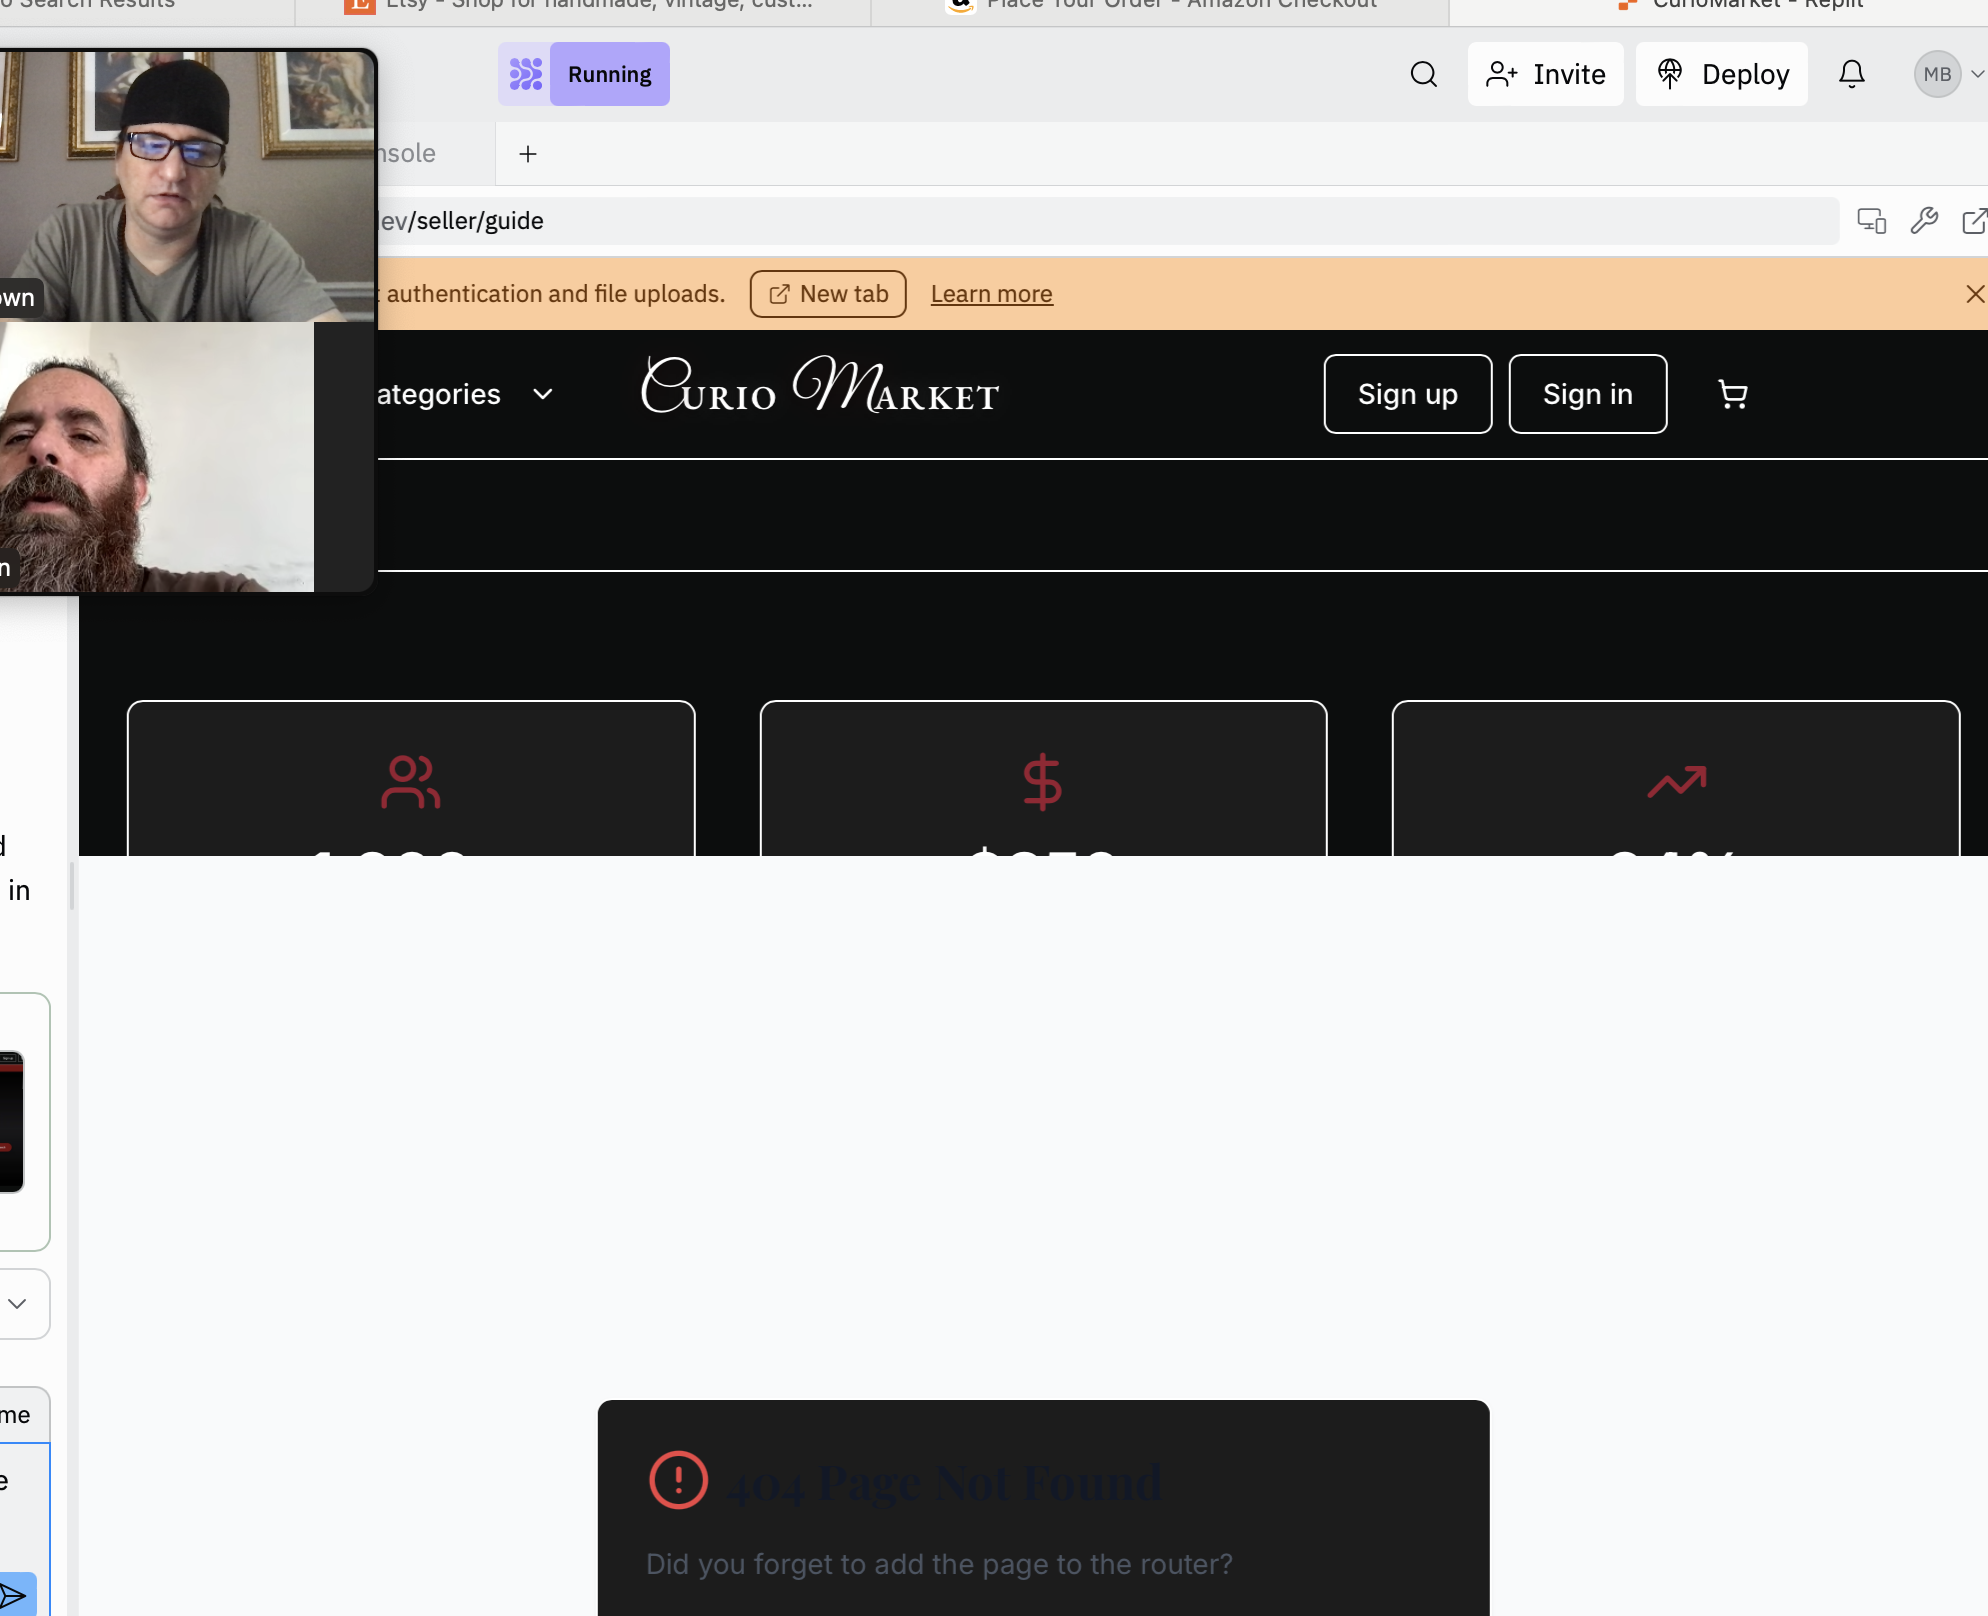 o Search Results
Etsy - Shop for handmade, vintage, cust...
Place Your Order - Amazon Checkout
CurioMarket - Replit
Running
Invite
Deploy
MB
nsole
lev/seller/guide
own
authentication and file uploads.
New tab
Learn more
ategories
Curio Market
Sign up
Sign in
n
d
in
me
e
404 Page Not Found
Did you forget to add the page to the router?